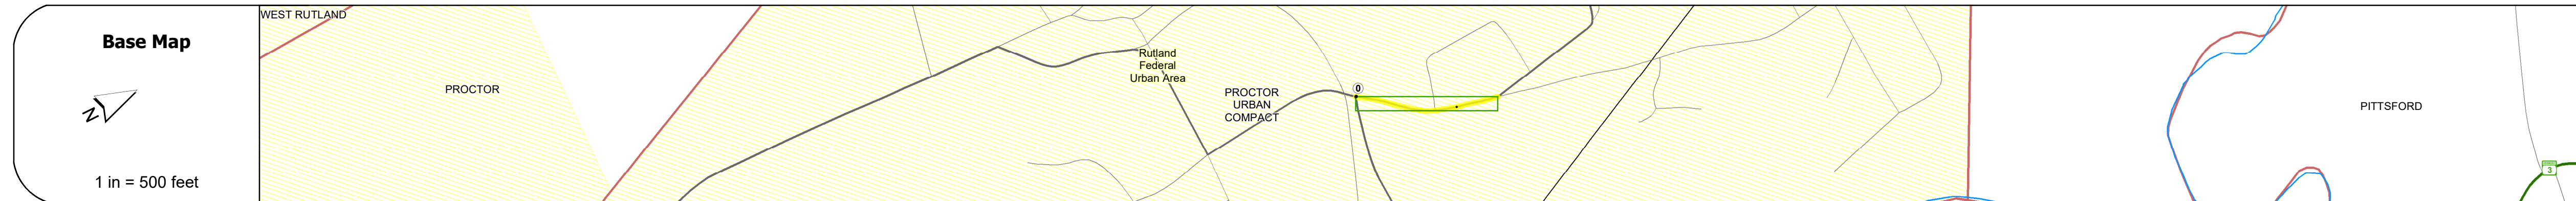 Base Map
N
1 in = 500 feet
WEST RUTLAND
PROCTOR
Rutland
Federal
Urban Area
PROCTOR
URBAN
COMPACT
0
PITTSFORD
3